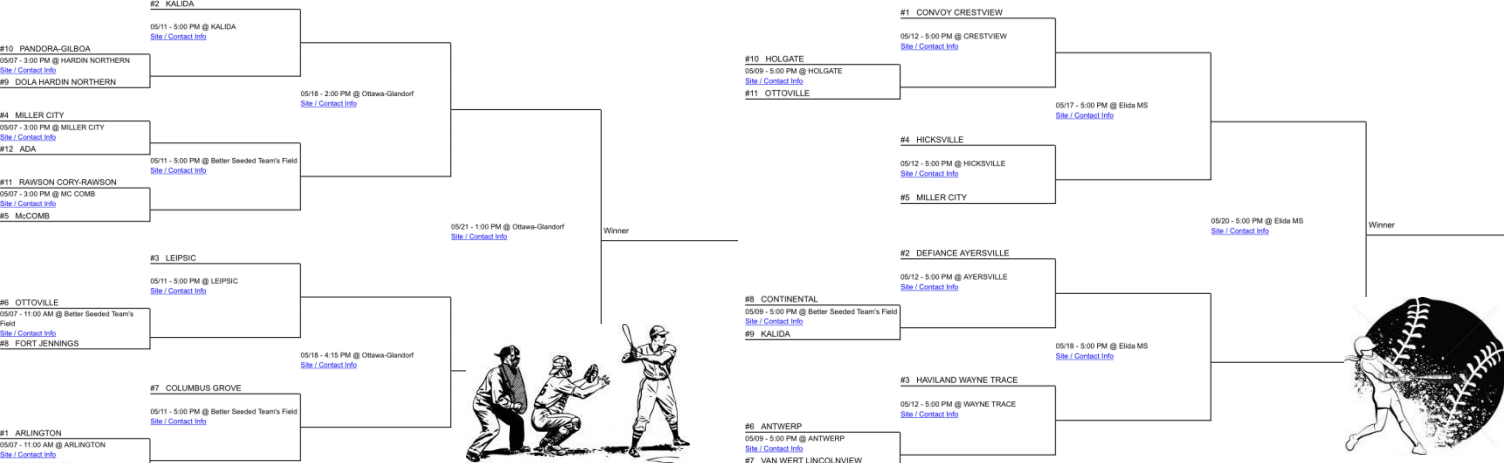 #2 KALIDA
05/11 - 5:00 PM @ KALIDA
Site / Contact Info
#10 PANDORA-GILBOA
05/07 - 3:00 PM @ HARDIN NORTHERN
Site / Contact Info
#9 DOLA HARDIN NORTHERN
05/18 - 2:00 PM @ Ottawa-Glandorf
Site / Contact Info
#4 MILLER CITY
05/07 - 3:00 PM @ MILLER CITY
Site / Contact Info
#12 ADA
05/11 - 5:00 PM @ Better Seeded Team's Field
Site / Contact Info
#11 RAWSON CORY-RAWSON
05/07 - 3:00 PM @ MC COMB
Site / Contact Info
#5 McCOMB
05/21 - 1:00 PM @ Ottawa-Glandorf
Site / Contact Info
Winner
#3 LEIPSIC
05/11 - 5:00 PM @ LEIPSIC
Site / Contact Info
#6 OTTOVILLE
05/07 - 11:00 AM @ Better Seeded Team's
Field
Site / Contact Info
#8 FORT JENNINGS
05/18 - 4:15 PM @ Ottawa-Glandorf
Site / Contact Info
#7 COLUMBUS GROVE
05/11 - 5:00 PM @ Better Seeded Team's Field
Site / Contact Info
#1 ARLINGTON
05/07 - 11:00 AM @ ARLINGTON
Site / Contact Info
#1 CONVOY CRESTVIEW
05/12 - 5:00 PM @ CRESTVIEW
Site / Contact Info
#10 HOLGATE
05/09 - 5:00 PM @ HOLGATE
Site / Contact Info
#11 OTTOVILLE
05/17 - 5:00 PM @ Elida MS
Site / Contact Info
#4 HICKSVILLE
05/12 - 5:00 PM @ HICKSVILLE
Site / Contact Info
#5 MILLER CITY
05/20 - 5:00 PM @ Elida MS
Site / Contact Info
Winner
#2 DEFIANCE AYERSVILLE
05/12 - 5:00 PM @ AYERSVILLE
Site / Contact Info
#8 CONTINENTAL
05/09 - 5:00 PM @ Better Seeded Team's Field
Site / Contact Info
#9 KALIDA
05/18 - 5:00 PM @ Elida MS
Site / Contact Info
#3 HAVILAND WAYNE TRACE
05/12 - 5:00 PM @ WAYNE TRACE
Site / Contact Info
#6 ANTWERP
05/09 - 5:00 PM @ ANTWERP
Site / Contact Info
#7 VAN WERT LINCOLNVIEW